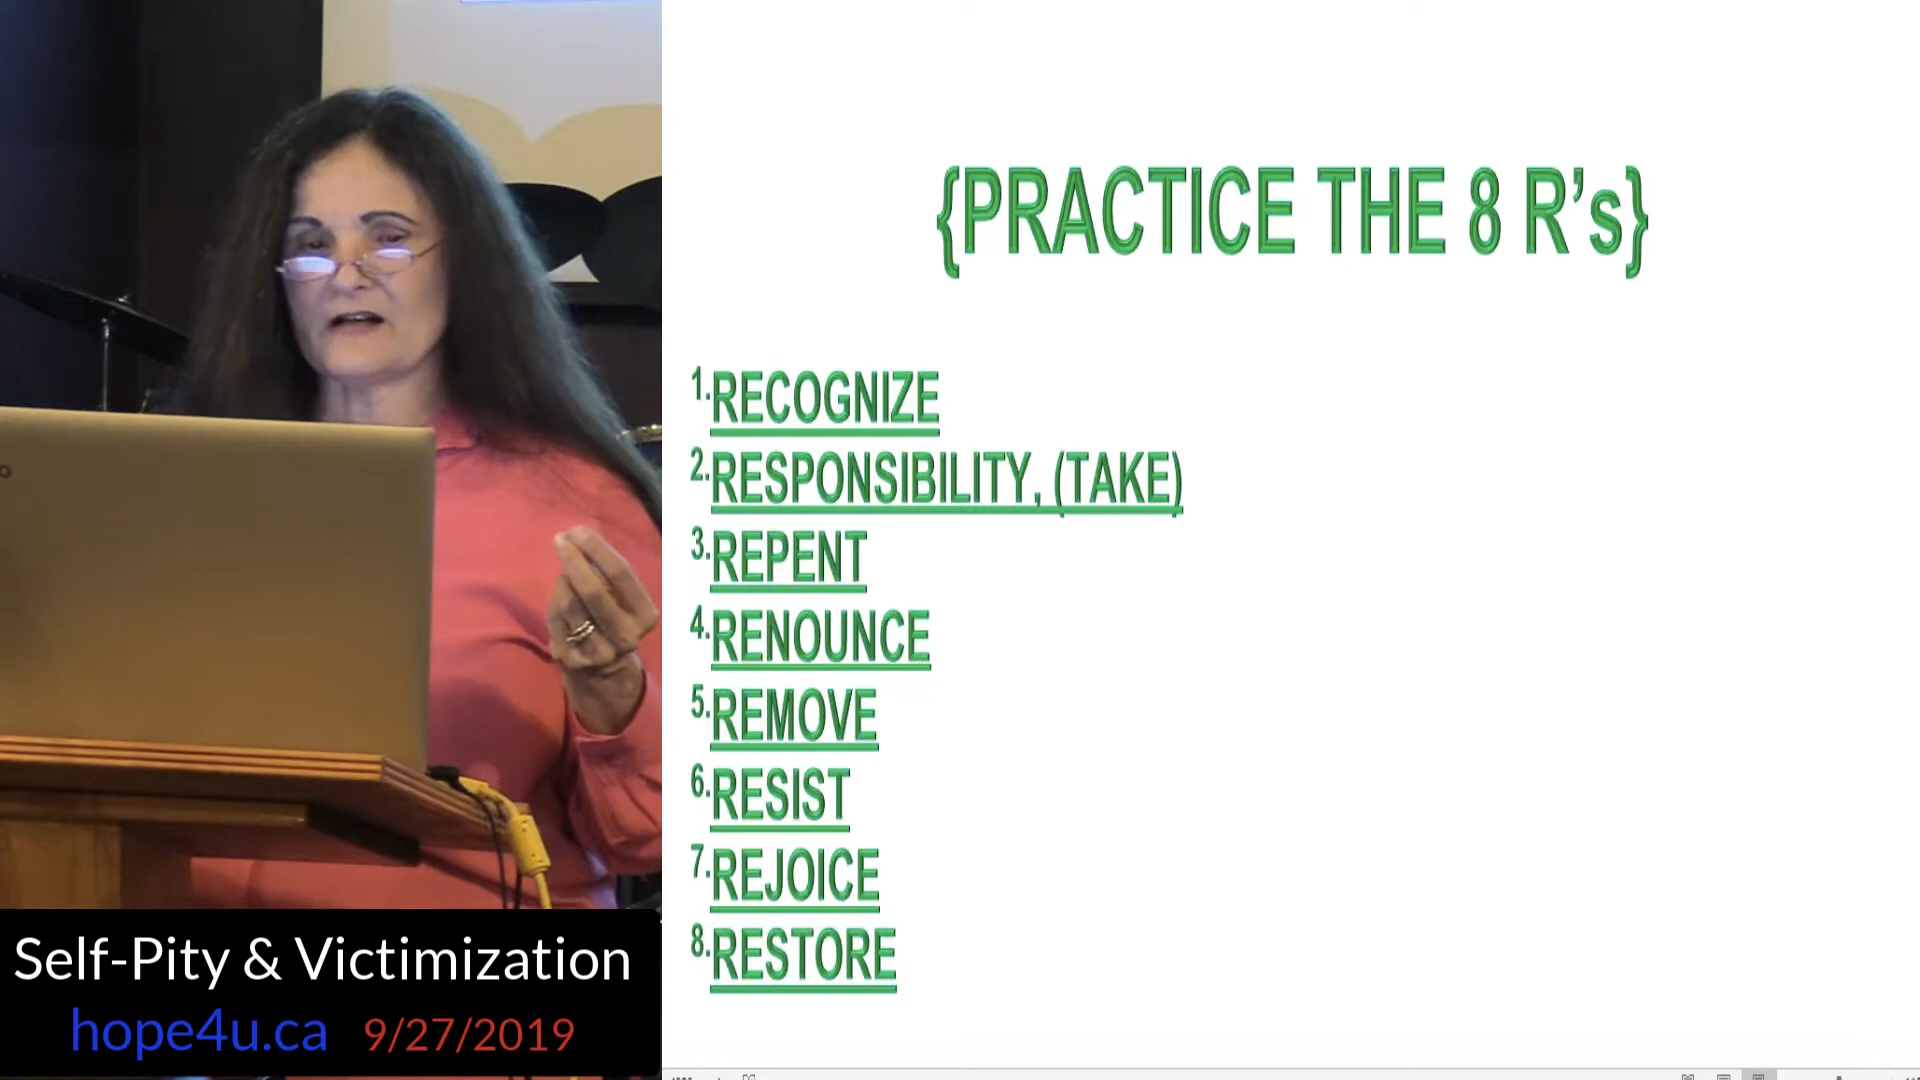 {PRACTICE THE 8 R’s}
1.RECOGNIZE
2.RESPONSIBILITY, (TAKE)
3.REPENT
4.RENOUNCE
5.REMOVE
6.RESIST
7.REJOICE
8.RESTORE
Self-Pity & Victimization
hope4u.ca 9/27/2019